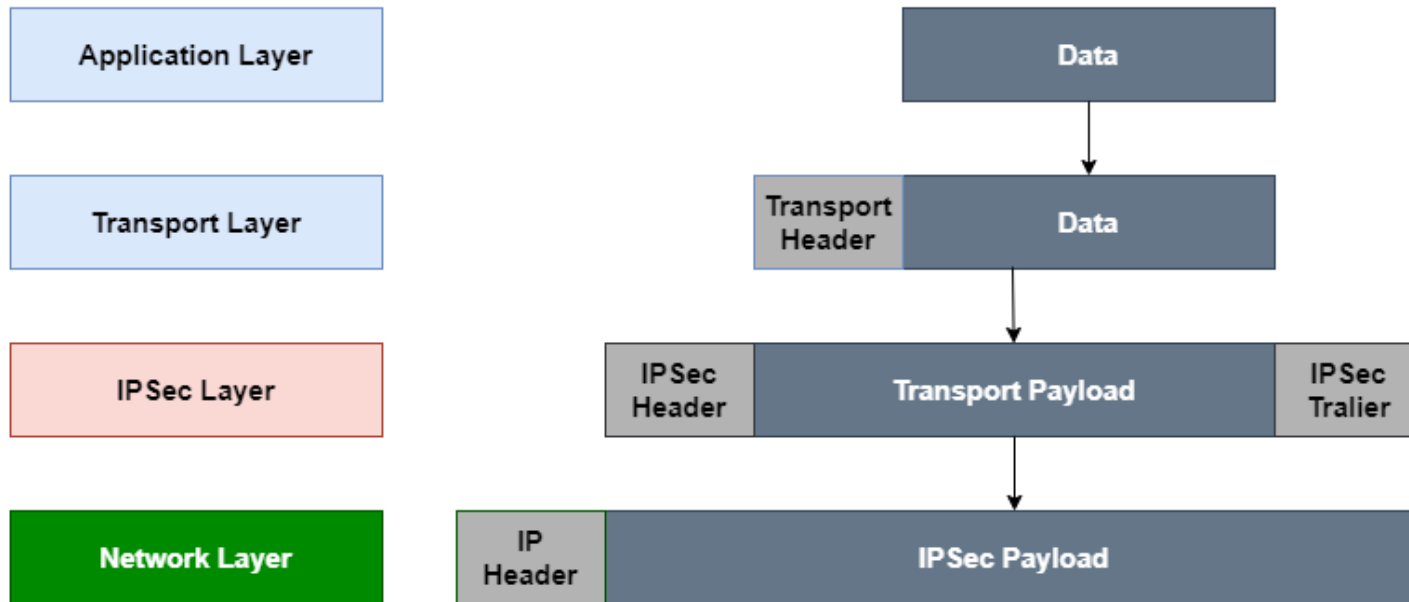 Application Layer
Data
Transport Layer
Transport
Header
Data
IPSec Layer
IPSec
Header
Transport Payload
IPSec
Tralier
Network Layer
IP
Header
IPSec Payload